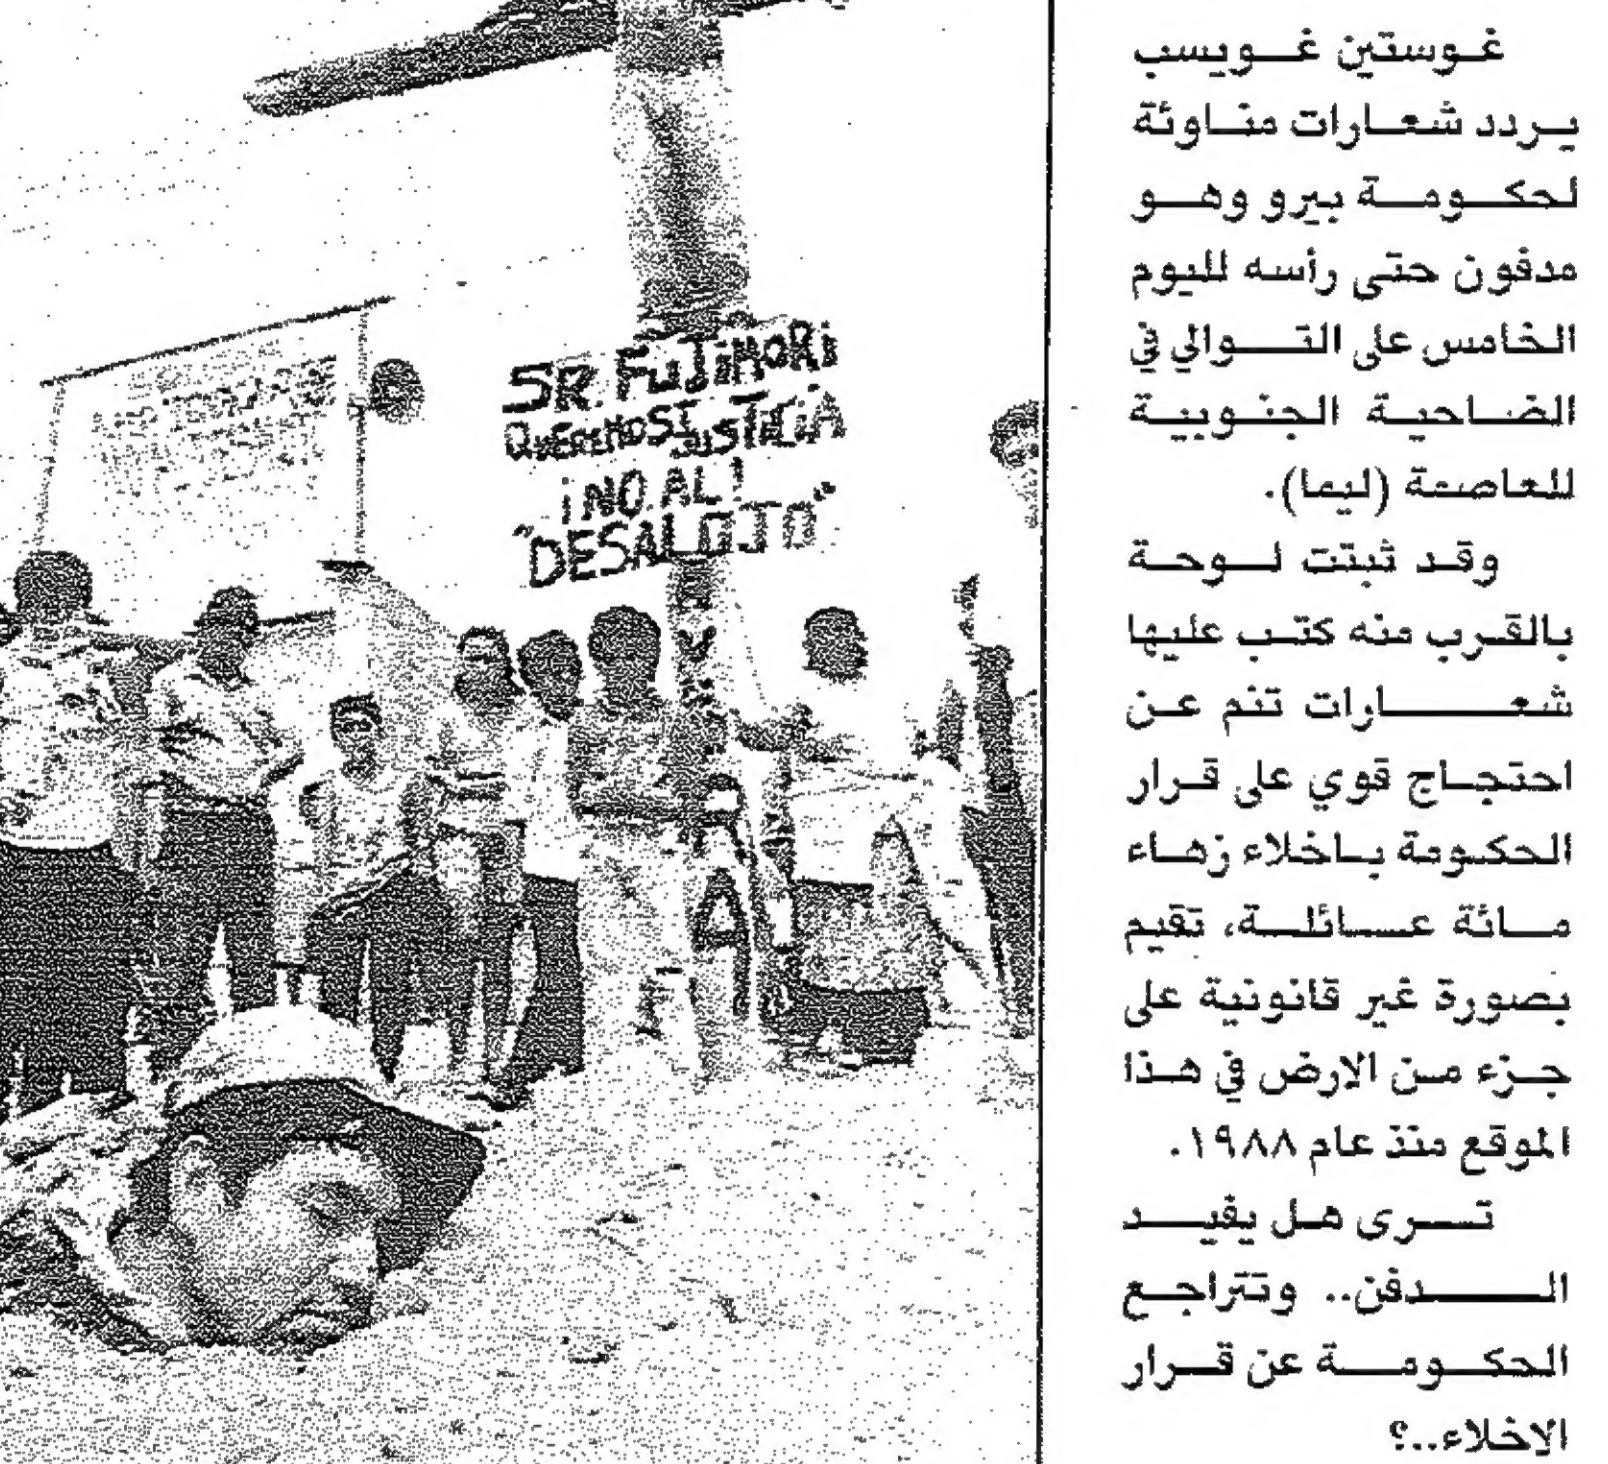 غوستين غويسب
يردد شعارات مناوئة
لحكومة بيرو وهو
مدفون حتى رأسه لليوم
الخامس على التوالي في
الضاحية الجنوبية
للعاصمة (ليما).
وقد ثبتت لوحة
بالقرب منه كتب عليها
شعارات تنم عن
احتجاج قوي على قرار
الحكومة باخلاء زهاء
مائة عسائلة، تقيم
بصورة غير قانونية على
جزء من الارض في هذا
الموقع منذ عام ١٩٨٨.
ترى هل يفيد
الدفن.. وتتراجع
الحكومة عن قرار
الاخلاء..؟
SR. FUJIMORI
QUEREMOS JUSTICIA
¡NO AL!
"DESALOJO"